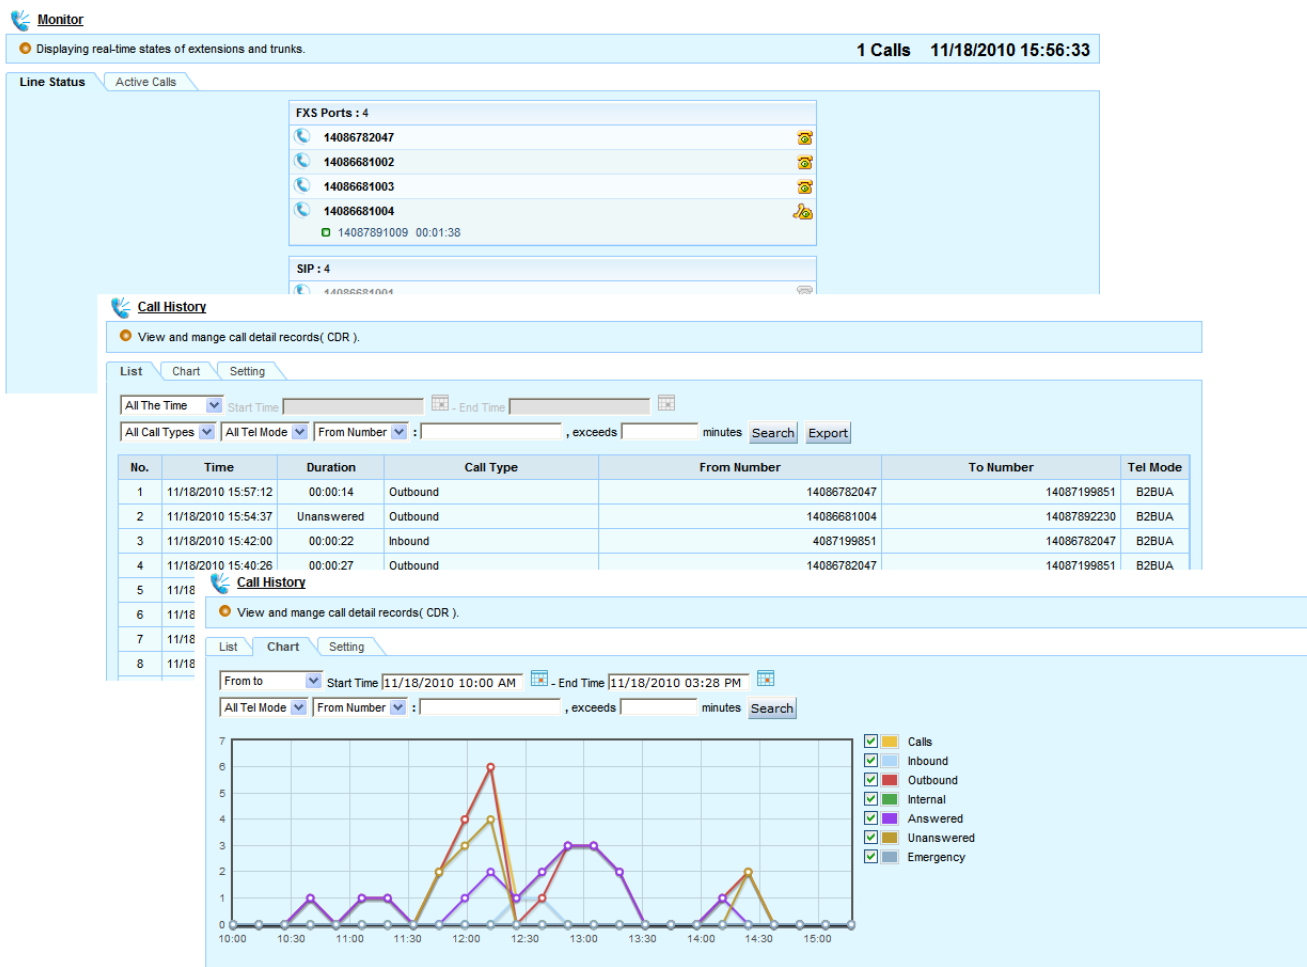 Monitor
Displaying real-time states of extensions and trunks.
1 Calls 11/18/2010 15:56:33
Line Status Active Calls
FXS Ports : 4
14086782047
14086681002
14086681003
14086681004
14087891009 00:01:38
SIP : 4
14086681001
Call History
View and mange call detail records( CDR ).
List Chart Setting
All The Time Start Time - End Time
All Call Types All Tel Mode From Number : , exceeds minutes Search Export
No. Time Duration Call Type From Number To Number Tel Mode
1 11/18/2010 15:57:12 00:00:14 Outbound 14086782047 14087199851 B2BUA
2 11/18/2010 15:54:37 Unanswered Outbound 14086681004 14087892230 B2BUA
3 11/18/2010 15:42:00 00:00:22 Inbound 4087199851 14086782047 B2BUA
4 11/18/2010 15:40:26 00:00:27 Outbound 14086782047 14087199851 B2BUA
5 11/18
6 11/18
7 11/18
8 11/18
Call History
View and mange call detail records( CDR ).
List Chart Setting
From to Start Time 11/18/2010 10:00 AM - End Time 11/18/2010 03:28 PM
All Tel Mode From Number : , exceeds minutes Search
7
6
5
4
3
2
1
0
10:00 10:30 11:00 11:30 12:00 12:30 13:00 13:30 14:00 14:30 15:00
Calls
Inbound
Outbound
Internal
Answered
Unanswered
Emergency